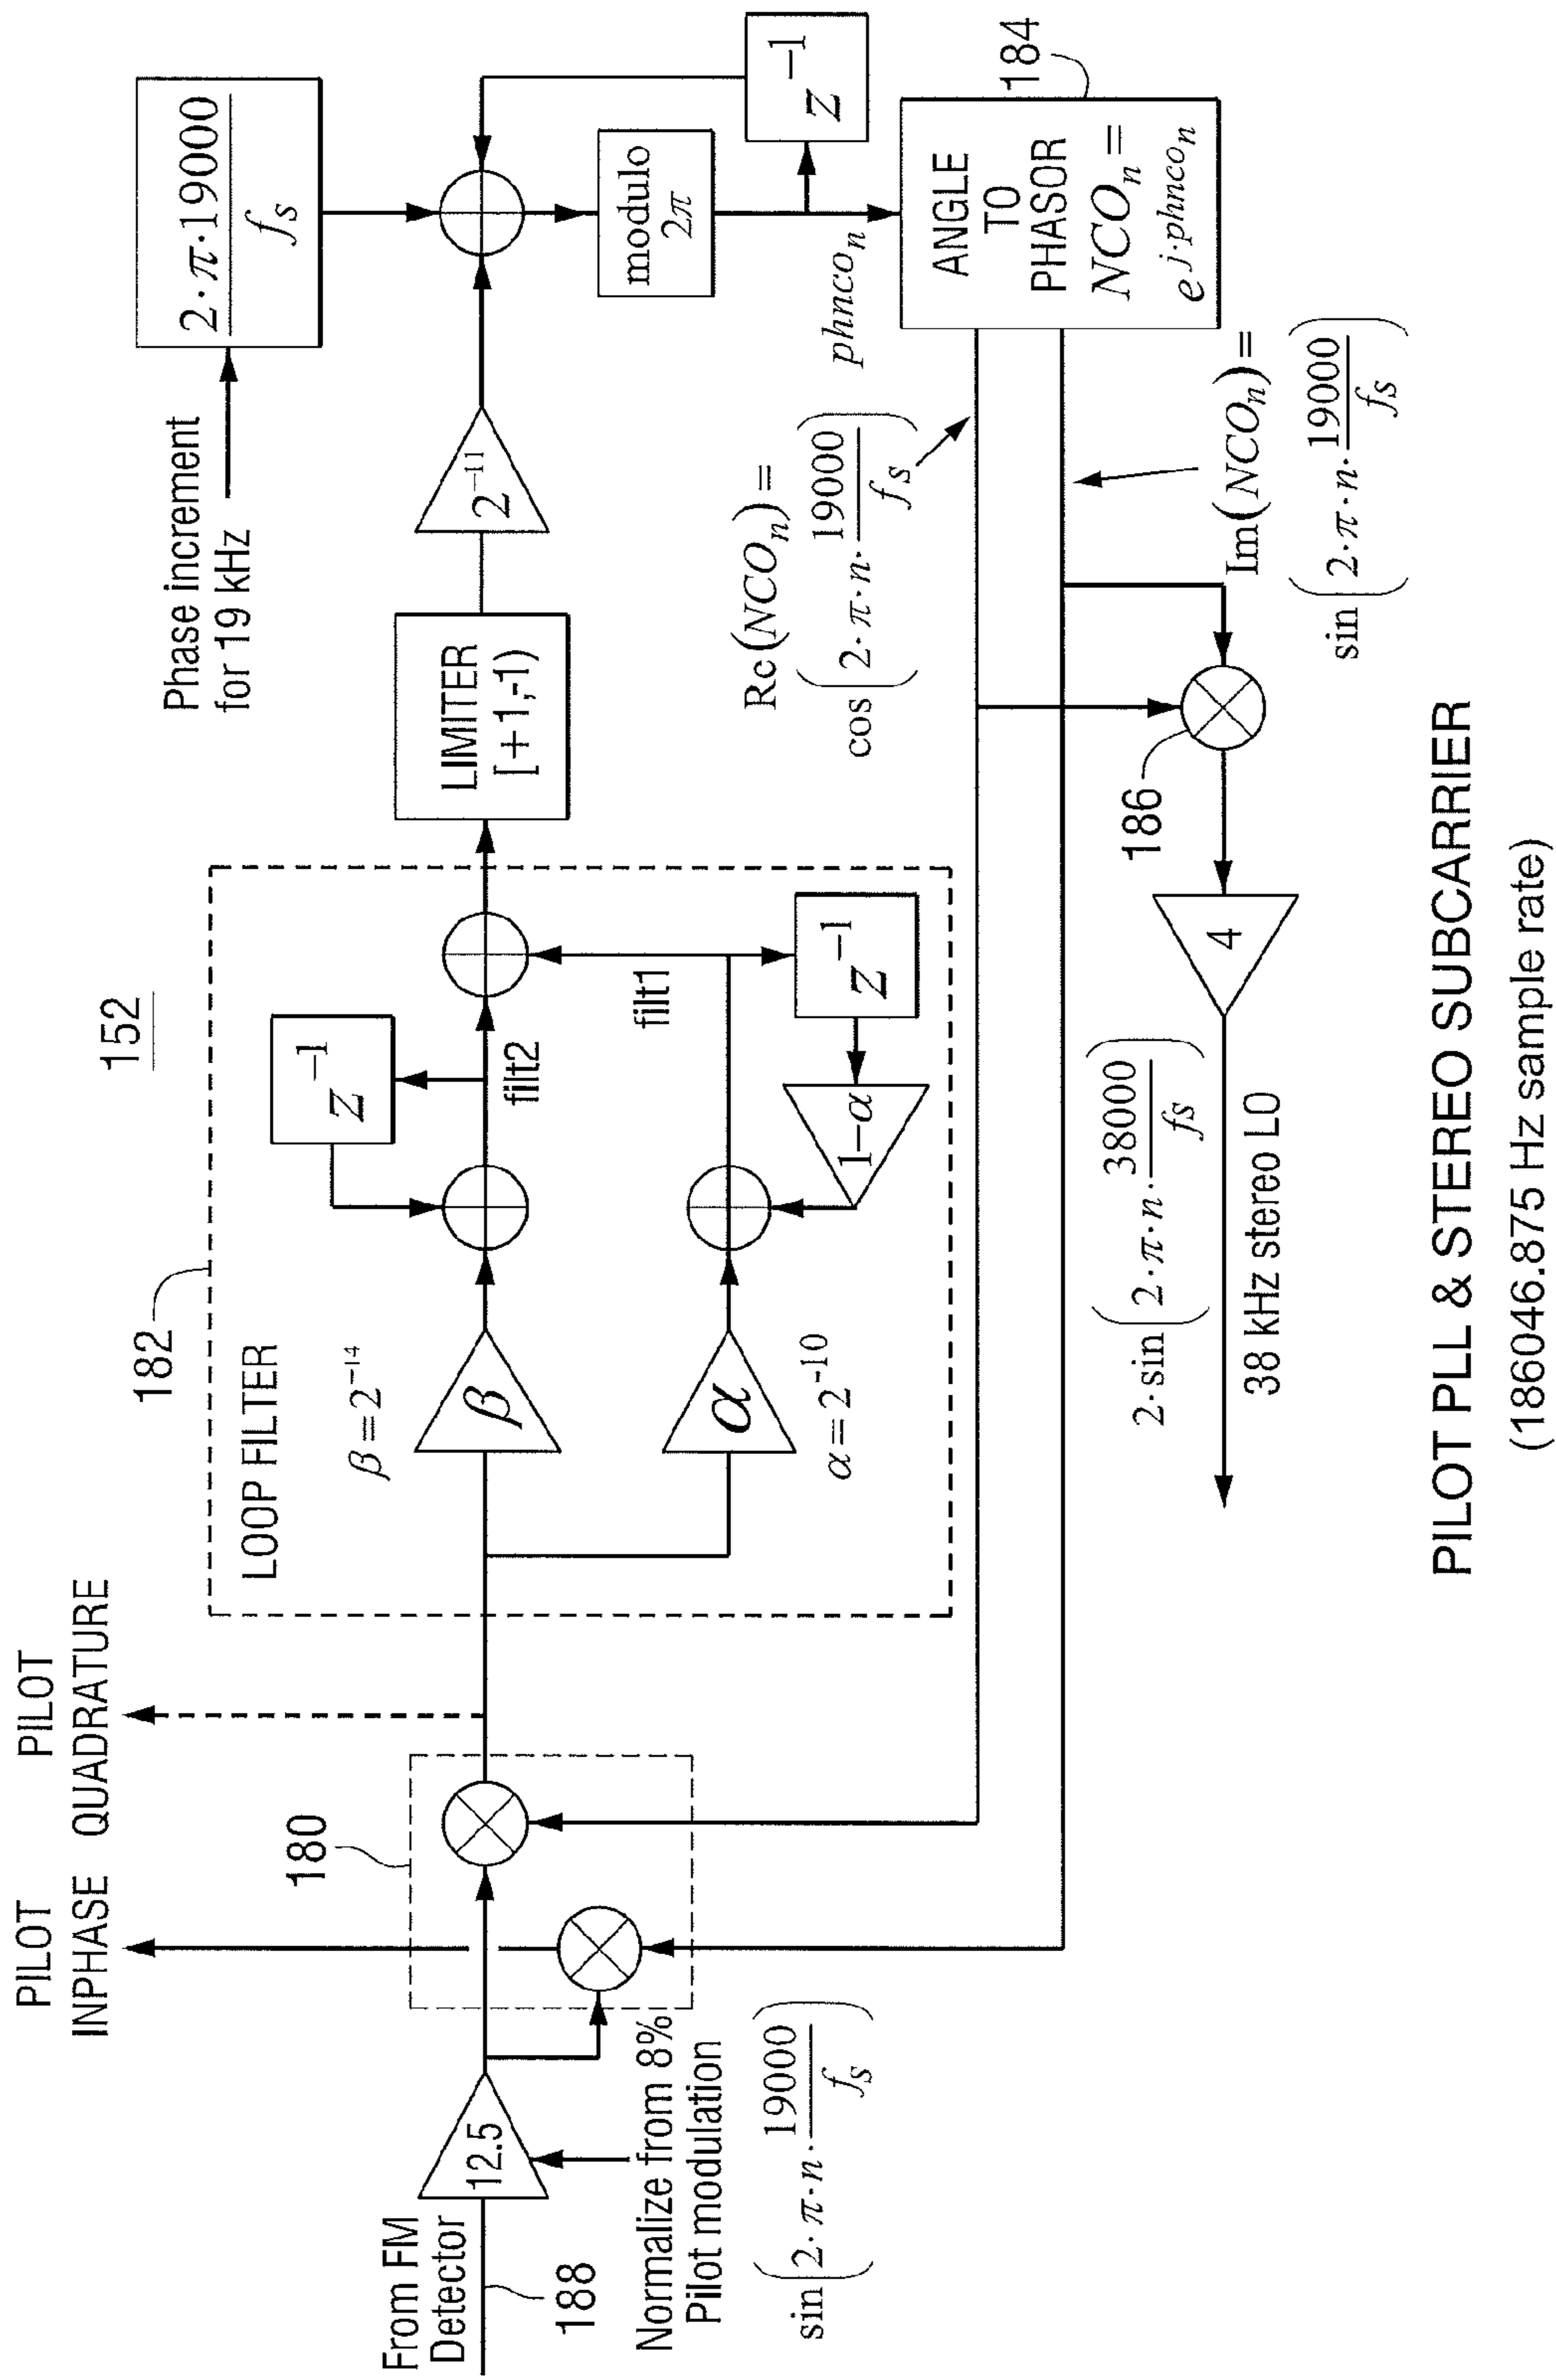 152
PILOT
INPHASE
PILOT
QUADRATURE
180
182
LOOP FILTER
From FM
Detector
188
12.5
Normalize from 8%
Pilot modulation
sin(2·π·n·19000/fs)
β = 2^-14
β
α
α = 2^-10
z^-1
filt2
filt1
z^-1
1-α
LIMITER
[+1,-1)
2^-11
Phase increment
for 19 kHz
2·π·19000/fs
modulo
2π
z^-1
phnco_n
184
ANGLE
TO
PHASOR
NCO_n =
e^j·phnco_n
Re(NCO_n) =
cos(2·π·n·19000/fs)
Im(NCO_n) =
sin(2·π·n·19000/fs)
186
4
2·sin(2·π·n·38000/fs)
38 kHz stereo LO
PILOT PLL & STEREO SUBCARRIER
(186046.875 Hz sample rate)